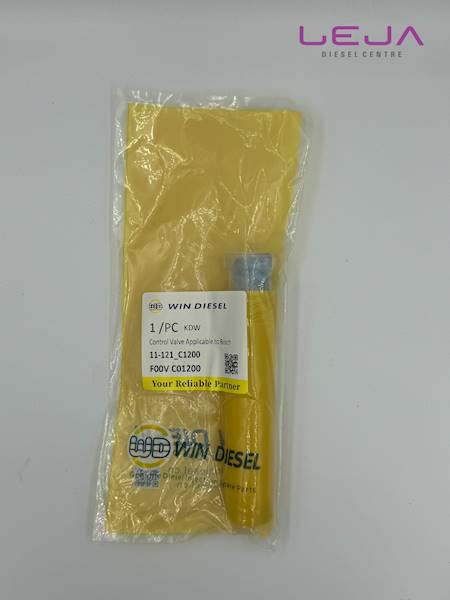 LEJA
DIESEL CENTRE
WIN DIESEL
1 /PC KDW
Control Valve Applicable to Bosch
11-121_C1200
F00V C01200
Your Reliable Partner
WIN DIESEL